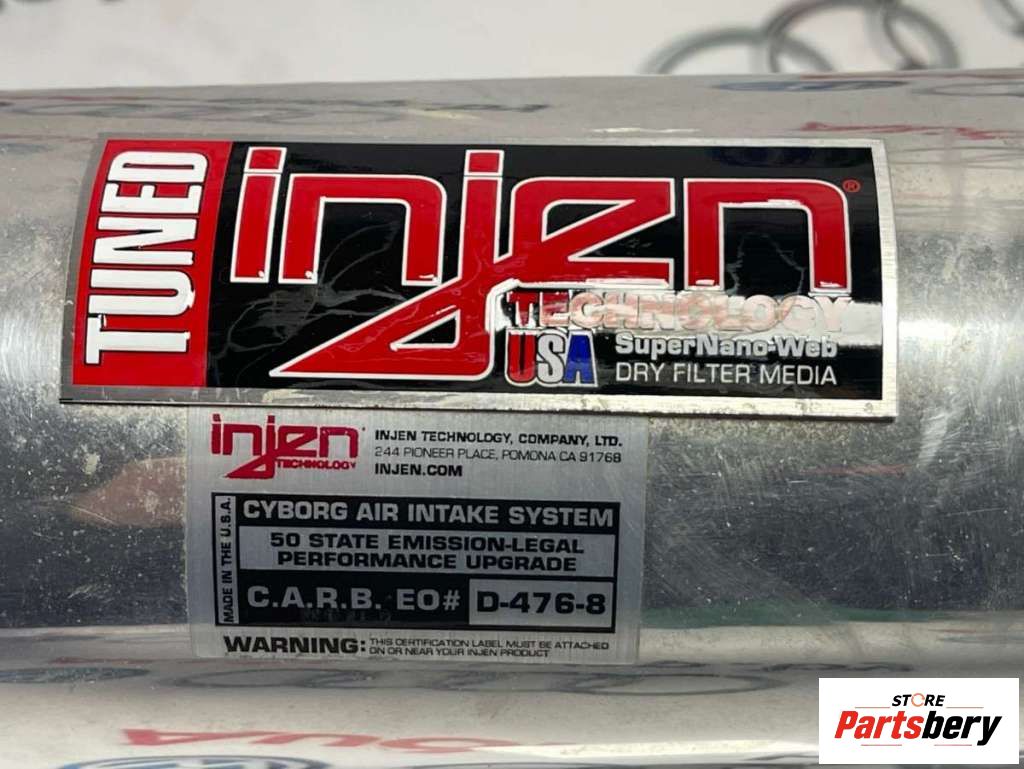 TUNED
injen®
TECHNOLOGY
USA
SuperNano-Web
DRY FILTER MEDIA
injen
TECHNOLOGY
INJEN TECHNOLOGY, COMPANY, LTD.
244 PIONEER PLACE, POMONA CA 91768
INJEN.COM
MADE IN THE U.S.A.
CYBORG AIR INTAKE SYSTEM
50 STATE EMISSION-LEGAL
PERFORMANCE UPGRADE
C.A.R.B. EO# D-476-8
WARNING: THIS CERTIFICATION LABEL MUST BE ATTACHED
ON OR NEAR YOUR INJEN PRODUCT
STORE
Partsbery